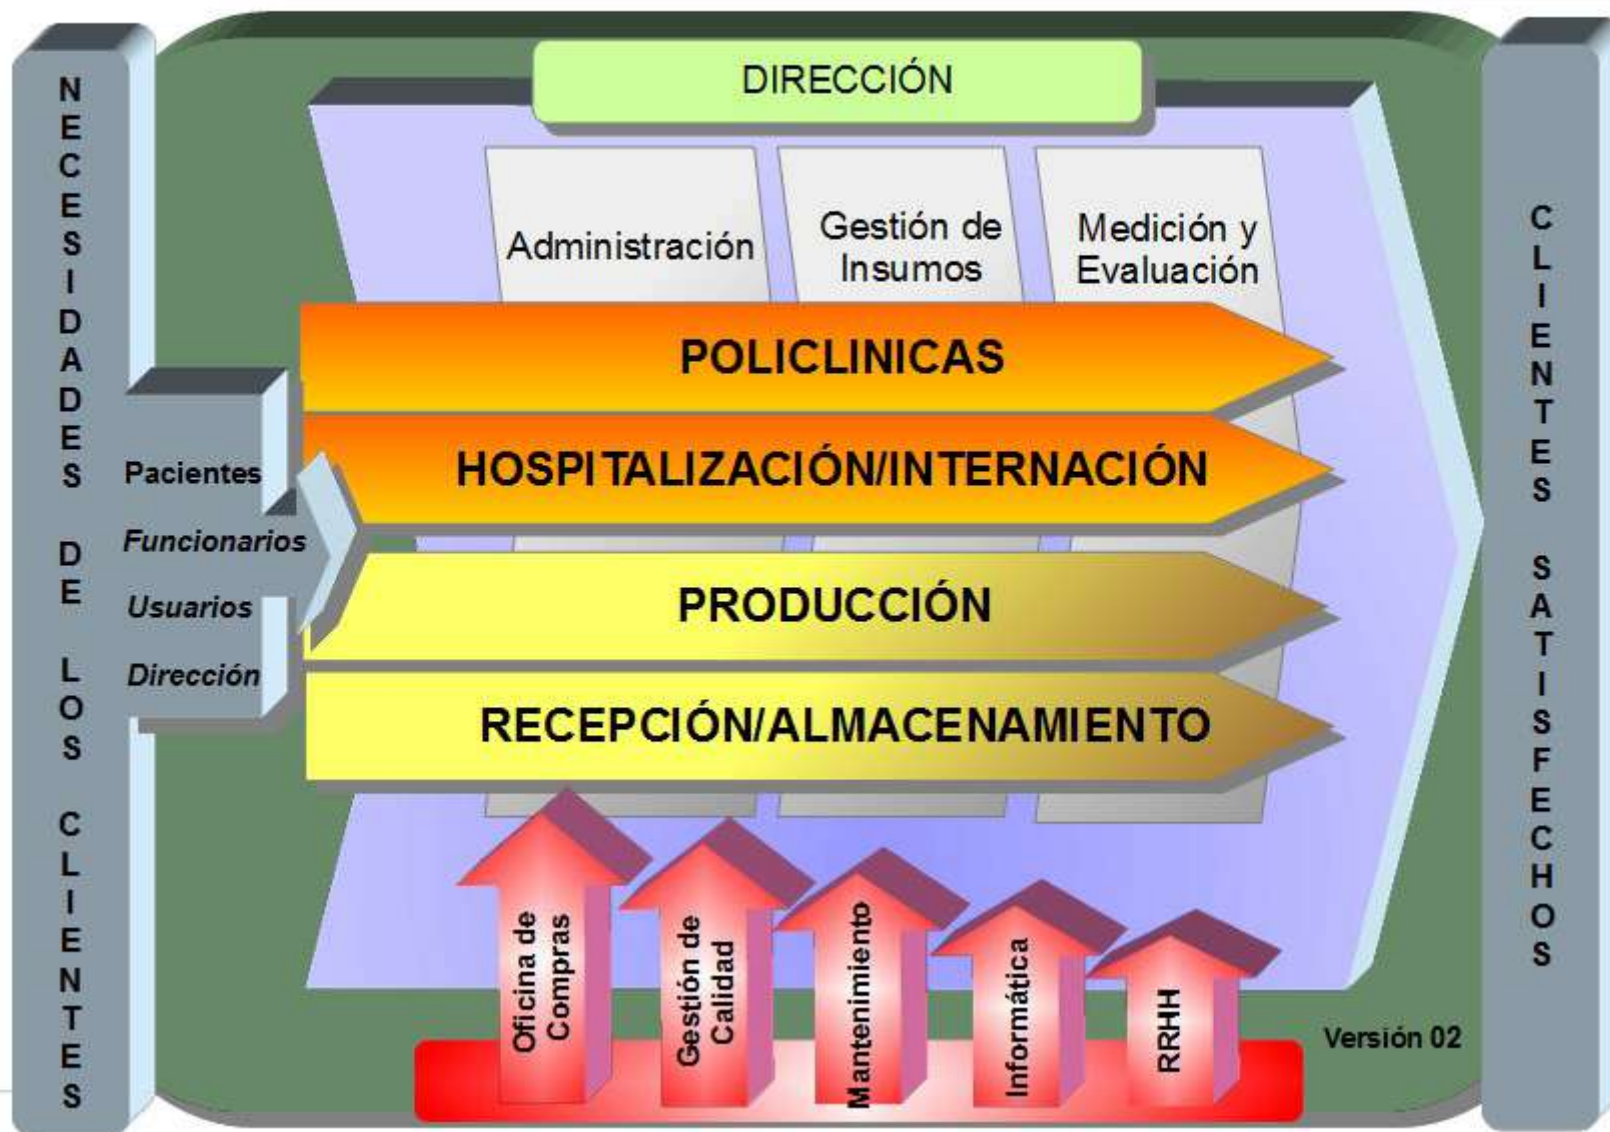 NECESIDADES DE LOS CLIENTES
Pacientes
Funcionarios
Usuarios
Dirección
DIRECCIÓN
Administración
Gestión de
Insumos
Medición y
Evaluación
POLICLINICAS
HOSPITALIZACIÓN/INTERNACIÓN
PRODUCCIÓN
RECEPCIÓN/ALMACENAMIENTO
Oficina de
Compras
Gestión de
Calidad
Mantenimiento
Informática
RRHH
Versión 02
CLIENTES SATISFECHOS